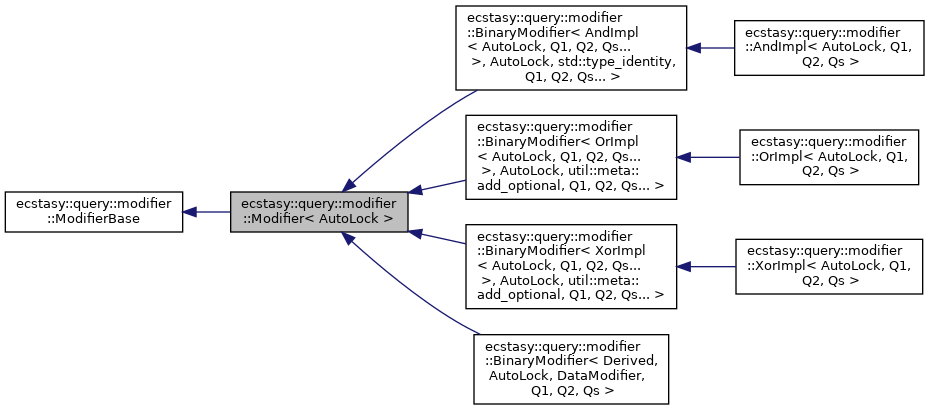 ecstasy::query::modifier
::ModifierBase
ecstasy::query::modifier
::Modifier< AutoLock >
ecstasy::query::modifier
::BinaryModifier< AndImpl
< AutoLock, Q1, Q2, Qs...
>, AutoLock, std::type_identity,
Q1, Q2, Qs... >
ecstasy::query::modifier
::AndImpl< AutoLock, Q1,
Q2, Qs >
ecstasy::query::modifier
::BinaryModifier< OrImpl
< AutoLock, Q1, Q2, Qs...
>, AutoLock, util::meta::
add_optional, Q1, Q2, Qs... >
ecstasy::query::modifier
::OrImpl< AutoLock, Q1,
Q2, Qs >
ecstasy::query::modifier
::BinaryModifier< XorImpl
< AutoLock, Q1, Q2, Qs...
>, AutoLock, util::meta::
add_optional, Q1, Q2, Qs... >
ecstasy::query::modifier
::XorImpl< AutoLock, Q1,
Q2, Qs >
ecstasy::query::modifier
::BinaryModifier< Derived,
AutoLock, DataModifier,
Q1, Q2, Qs >